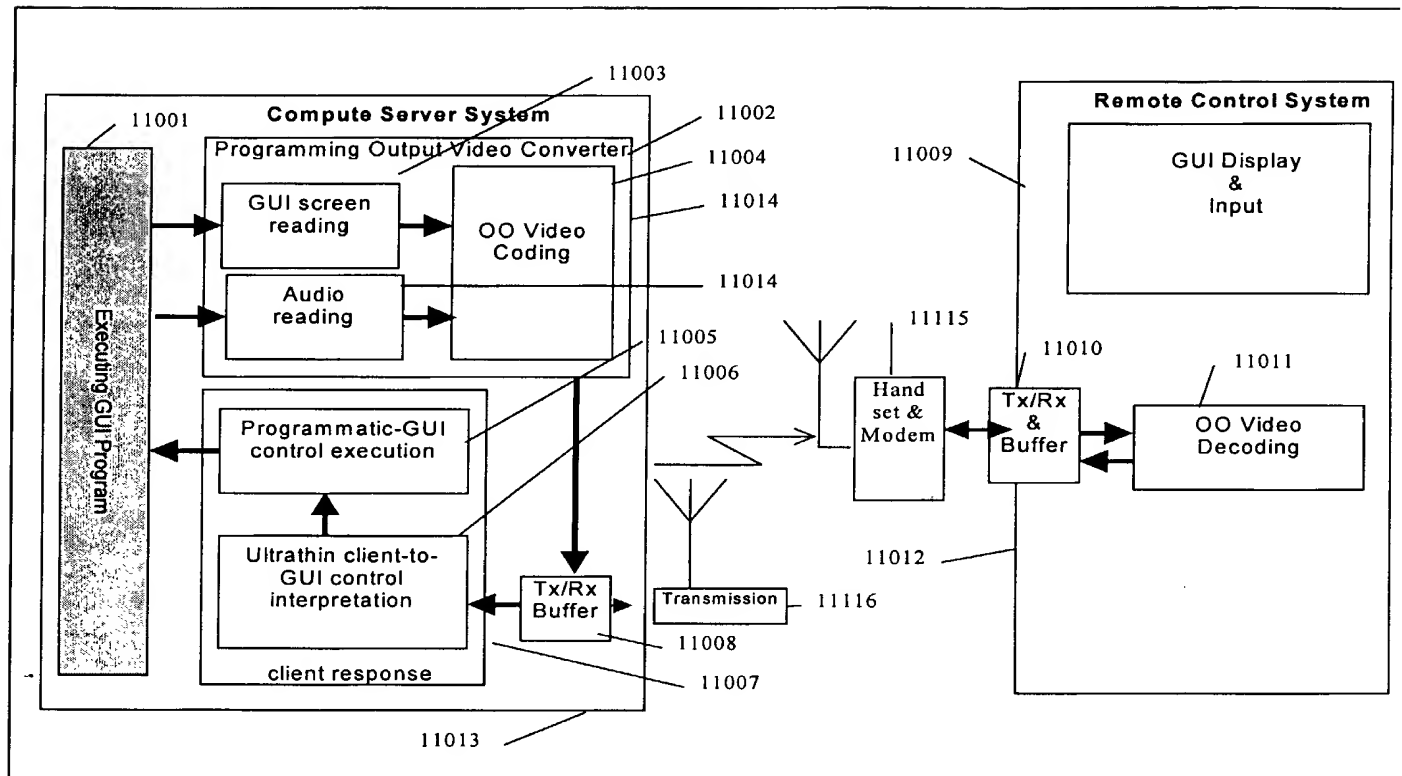 11003
Compute Server System
Remote Control System
11001
11002
Programming Output Video Converter
11004
11009
GUI Display
&
Input
11014
GUI screen
reading
OO Video
Coding
Audio
reading
11014
11005
11115
11006
11010
11011
Executing GUI Program
Programmatic-GUI
control execution
Hand
set &
Modem
Tx/Rx
&
Buffer
OO Video
Decoding
Ultrathin client-to-
GUI control
interpretation
Tx/Rx
Buffer
Transmission
11116
11012
11008
client response
11007
11013